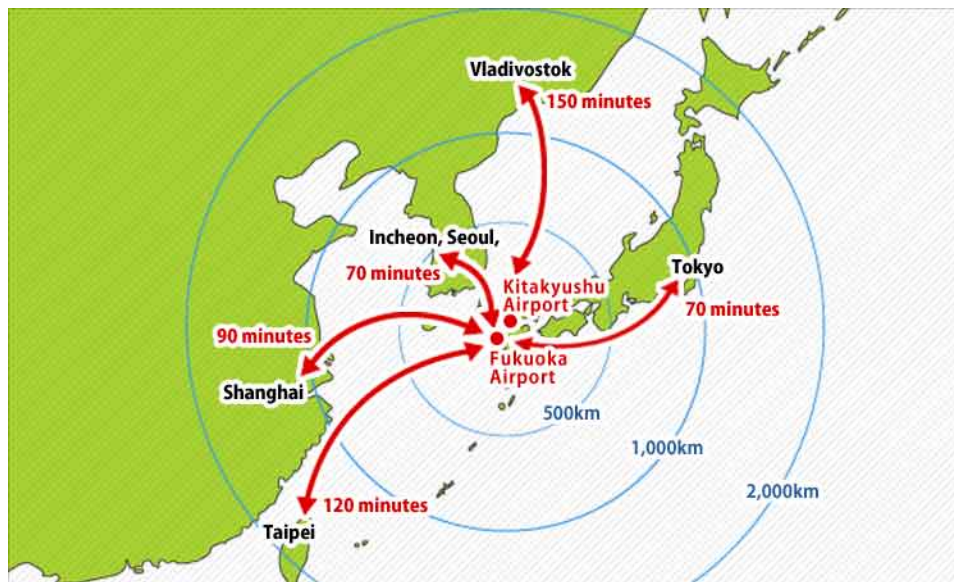 Vladivostok
150 minutes
Incheon, Seoul,
70 minutes
Kitakyushu
Airport
Tokyo
70 minutes
90 minutes
Fukuoka
Airport
Shanghai
500km
1,000km
2,000km
120 minutes
Taipei